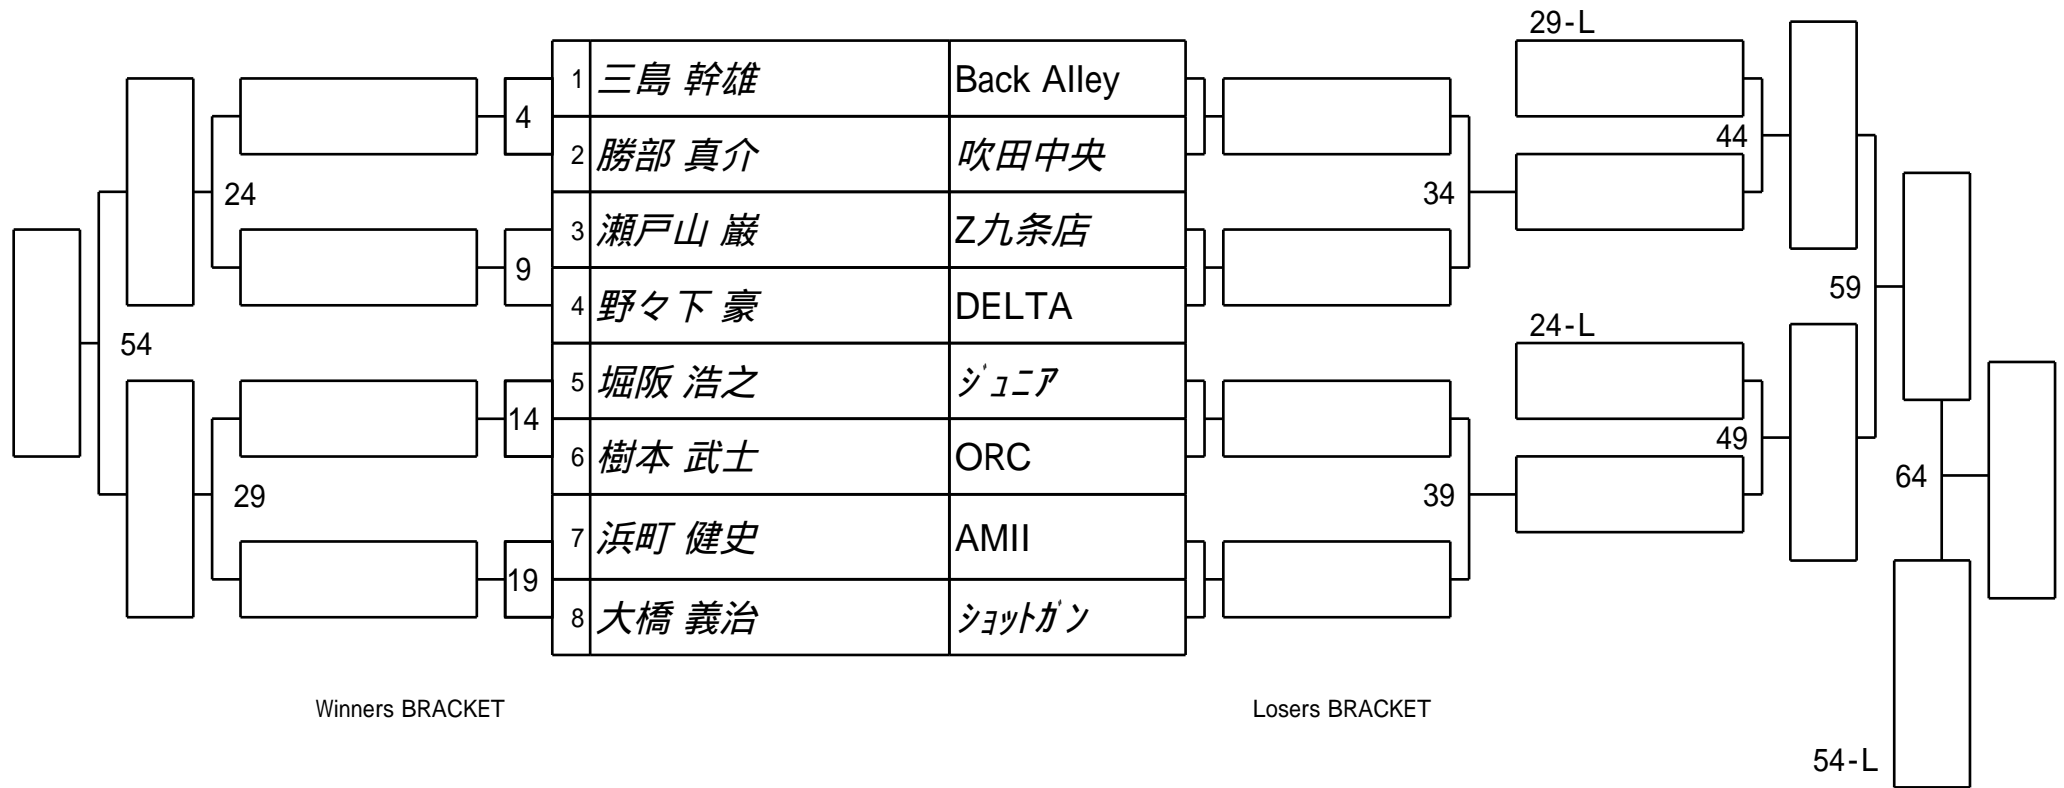 29-L
1 三島 幹雄 Back Alley
4
2 勝部 真介 吹田中央
44
24
34
3 瀬戸山 巌 Z九条店
9
4 野々下 豪 DELTA
59
54
24-L
5 堀阪 浩之 ジュニア
14
49
6 樹本 武士 ORC
64
29
39
7 浜町 健史 AMII
19
8 大橋 義治 ショットガン
Winners BRACKET
Losers BRACKET
54-L